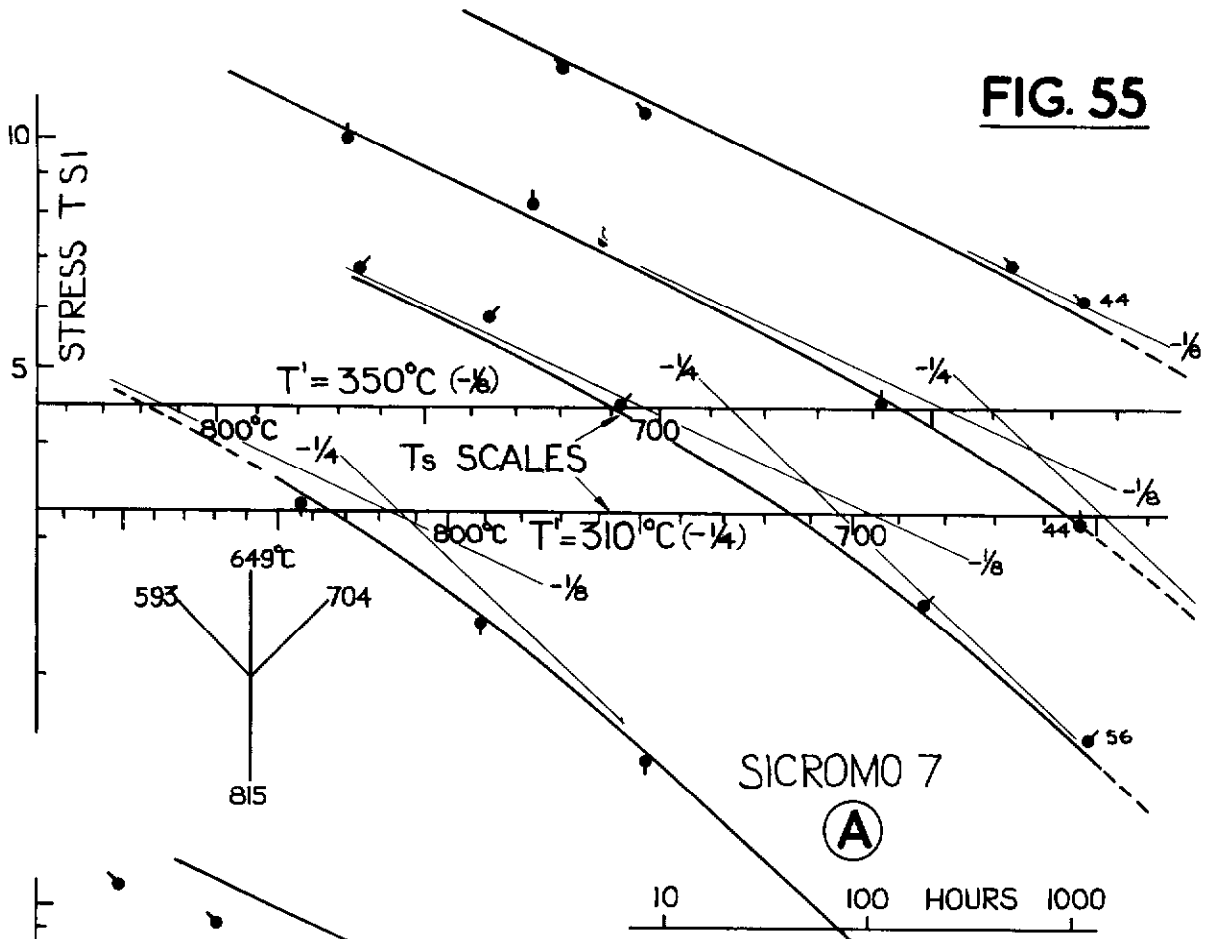 FIG. 55
10
STRESS TSI
44
-1/8
5
T' = 350°C (-1/8)
-1/4
-1/4
800°C
700
-1/4
Ts SCALES
-1/8
800°C
T' = 310°C (-1/4)
700
44
649°C
-1/8
-1/8
593
704
56
SICROMO 7
815
A
10 100 HOURS 1000